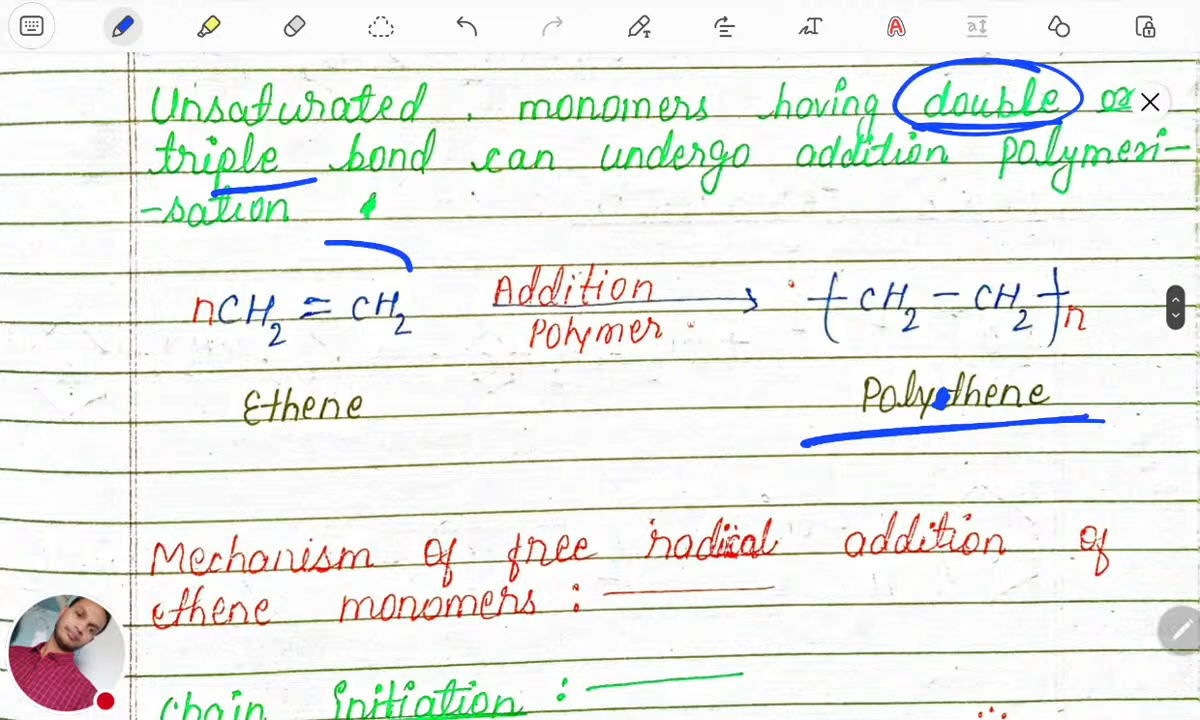 Unsaturated monomers having double or
triple bond can undergo addition polymeri-
-sation
nCH2 = CH2 Addition Polymer ( CH2 - CH2 )n
Ethene Polyethene
Mechanism of free radical addition of
ethene monomers :
chain Initiation :